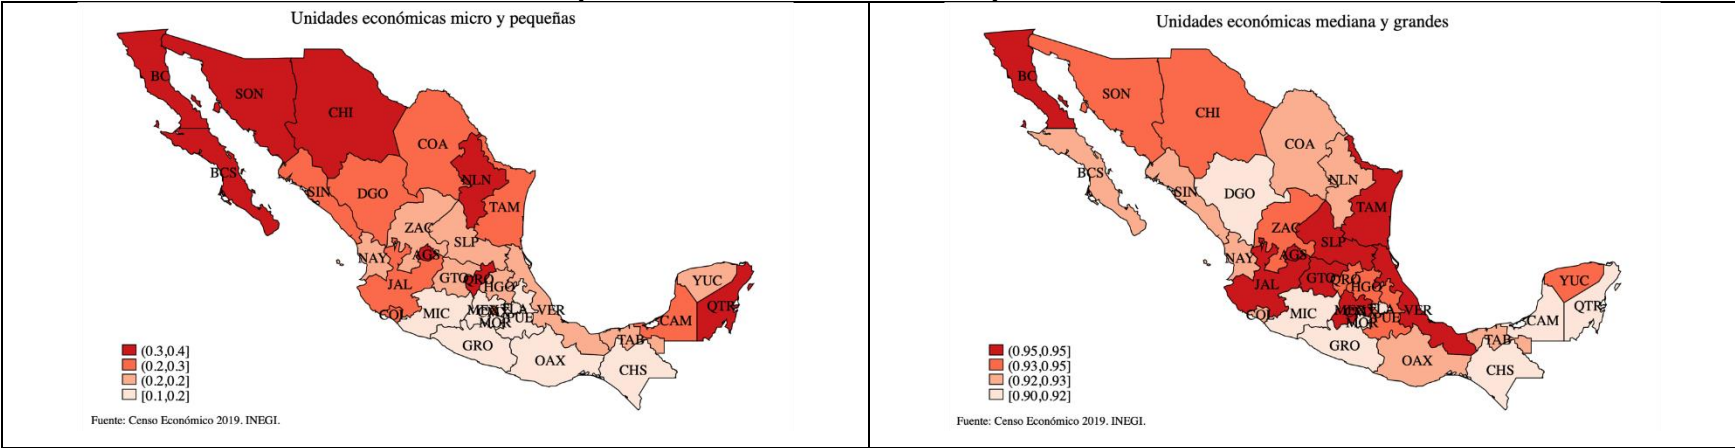 Unidades económicas micro y pequeñas
BC
SON
CHI
COA
BCS
SIN
DGO
NLN
TAM
ZAC
SLP
NAY
AGS
JAL
GTO
QRO
HGO
YUC
COL
MIC
MOR
PUE
VER
QTR
CAM
TAB
GRO
OAX
CHS
(0.3,0.4]
(0.2,0.3]
(0.2,0.2]
[0.1,0.2]
Fuente: Censo Económico 2019. INEGI.
Unidades económicas mediana y grandes
BC
SON
CHI
COA
BCS
SIN
DGO
NLN
TAM
ZAC
SLP
NAY
AGS
JAL
GTO
QRO
HGO
YUC
COL
MIC
MOR
PUE
VER
QTR
CAM
TAB
GRO
OAX
CHS
(0.95,0.95]
(0.93,0.95]
(0.92,0.93]
[0.90,0.92]
Fuente: Censo Económico 2019. INEGI.